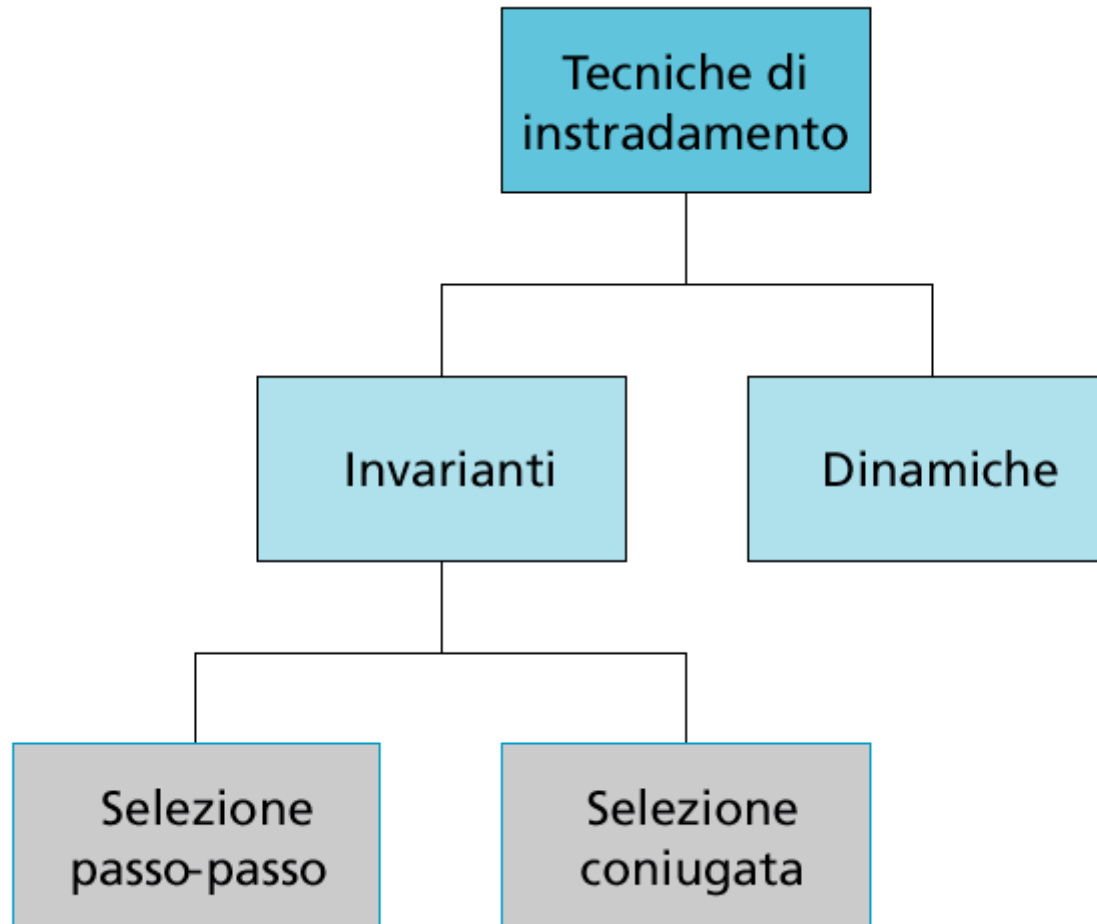 Tecniche di
instradamento
Invarianti
Dinamiche
Selezione
passo-passo
Selezione
coniugata